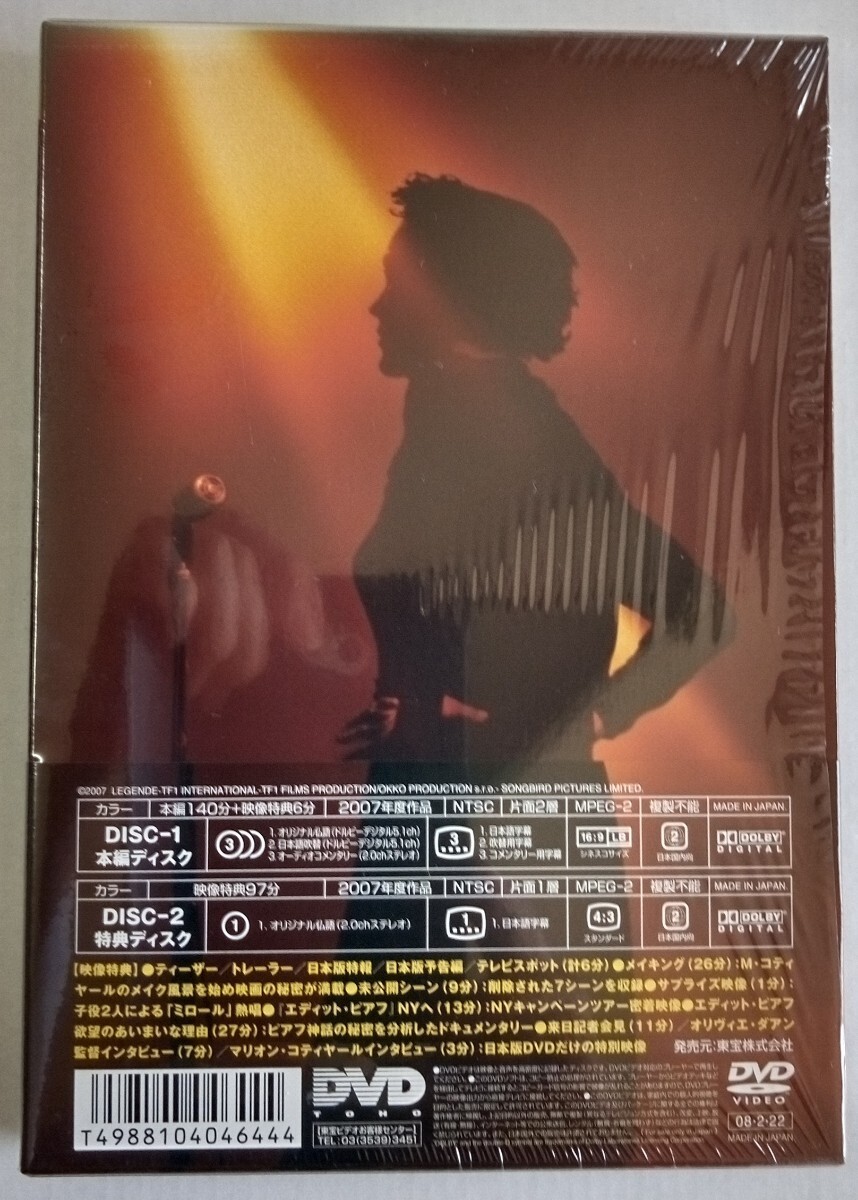 ©2007 LEGENDE-TF1 INTERNATIONAL-TF1 FILMS PRODUCTION/OKKO PRODUCTION s.r.o.- SONGBIRD PICTURES LIMITED.
カラー 本編140分+映像特典6分 2007年度作品 NTSC 片面2層 MPEG-2 複製不能 MADE IN JAPAN
DISC-1
本編ディスク
3
1. オリジナル仏語(ドルビーデジタル5.1ch)
2. 日本語吹替(ドルビーデジタル5.1ch)
3. オーディオコメンタリー(2.0chステレオ)
3
1. 日本語字幕
2. 吹替用字幕
3. コメンタリー用字幕
16:9 LB
シネスコサイズ
2
日本国内向
DOLBY
DIGITAL
カラー 映像特典97分 2007年度作品 NTSC 片面1層 MPEG-2 複製不能 MADE IN JAPAN
DISC-2
特典ディスク
1
1. オリジナル仏語(2.0chステレオ)
1
1. 日本語字幕
4:3
スタンダード
2
日本国内向
DOLBY
DIGITAL
【映像特典】●ティーザー/トレーラー/日本版特報/日本版予告編/テレビスポット(計6分)●メイキング(26分):M・コティ
ヤールのメイク風景を始め映画の秘密が満載●未公開シーン(9分):削除された7シーンを収録●サプライズ映像(1分):
子役2人による「ミロール」熱唱●『エディット・ピアフ』NYへ(13分):NYキャンペーンツアー密着映像●エディット・ピアフ
欲望のあいまいな理由(27分):ピアフ神話の秘密を分析したドキュメンタリー●来日記者会見(11分)/オリヴィエ・ダアン
監督インタビュー(7分)/マリオン・コティヤールインタビュー(3分):日本版DVDだけの特別映像 発売元:東宝株式会社
T4988104046444
DVD
TOHO
[東宝ビデオお客様センター]
TEL:03(3539)3451
DVD
VIDEO
08・2・22
MADE IN JAPAN